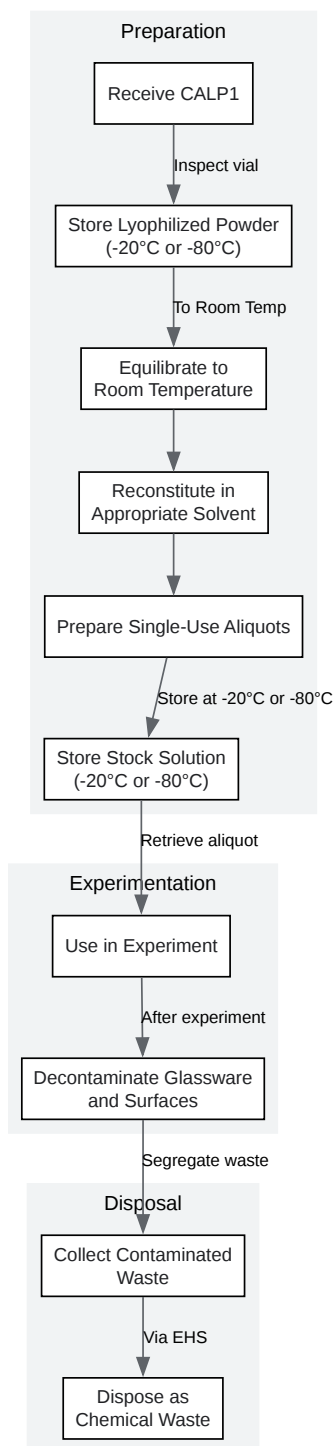 Preparation
Receive CALP1
Inspect vial
Store Lyophilized Powder
(-20°C or -80°C)
To Room Temp
Equilibrate to
Room Temperature
Reconstitute in
Appropriate Solvent
Prepare Single-Use Aliquots
Store at -20°C or -80°C
Store Stock Solution
(-20°C or -80°C)
Retrieve aliquot
Experimentation
Use in Experiment
After experiment
Decontaminate Glassware
and Surfaces
Segregate waste
Disposal
Collect Contaminated
Waste
Via EHS
Dispose as
Chemical Waste